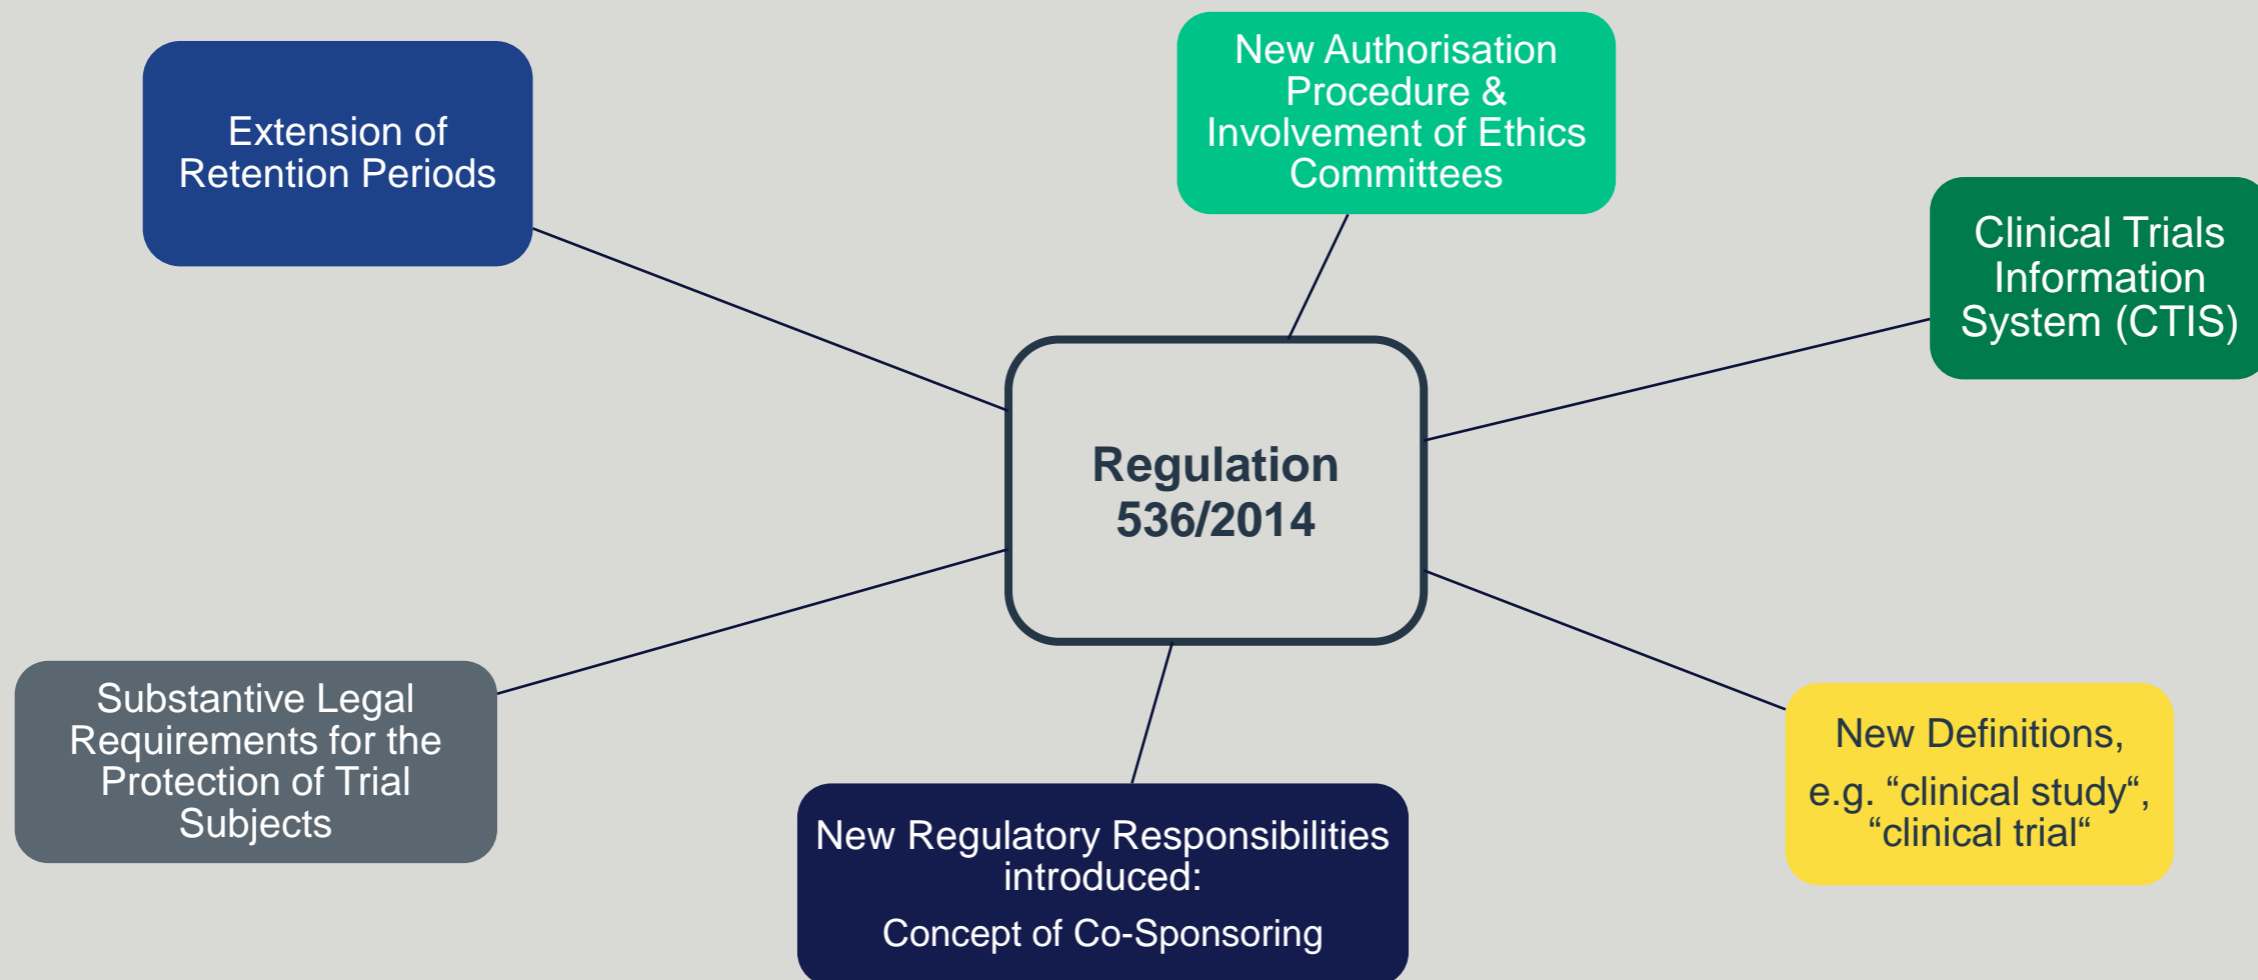 New Authorisation
Procedure &
Involvement of Ethics
Committees
Extension of
Retention Periods
Clinical Trials
Information
System (CTIS)
Regulation
536/2014
Substantive Legal
Requirements for the
Protection of Trial
Subjects
New Definitions,
e.g. “clinical study“,
“clinical trial“
New Regulatory Responsibilities
introduced:
Concept of Co-Sponsoring